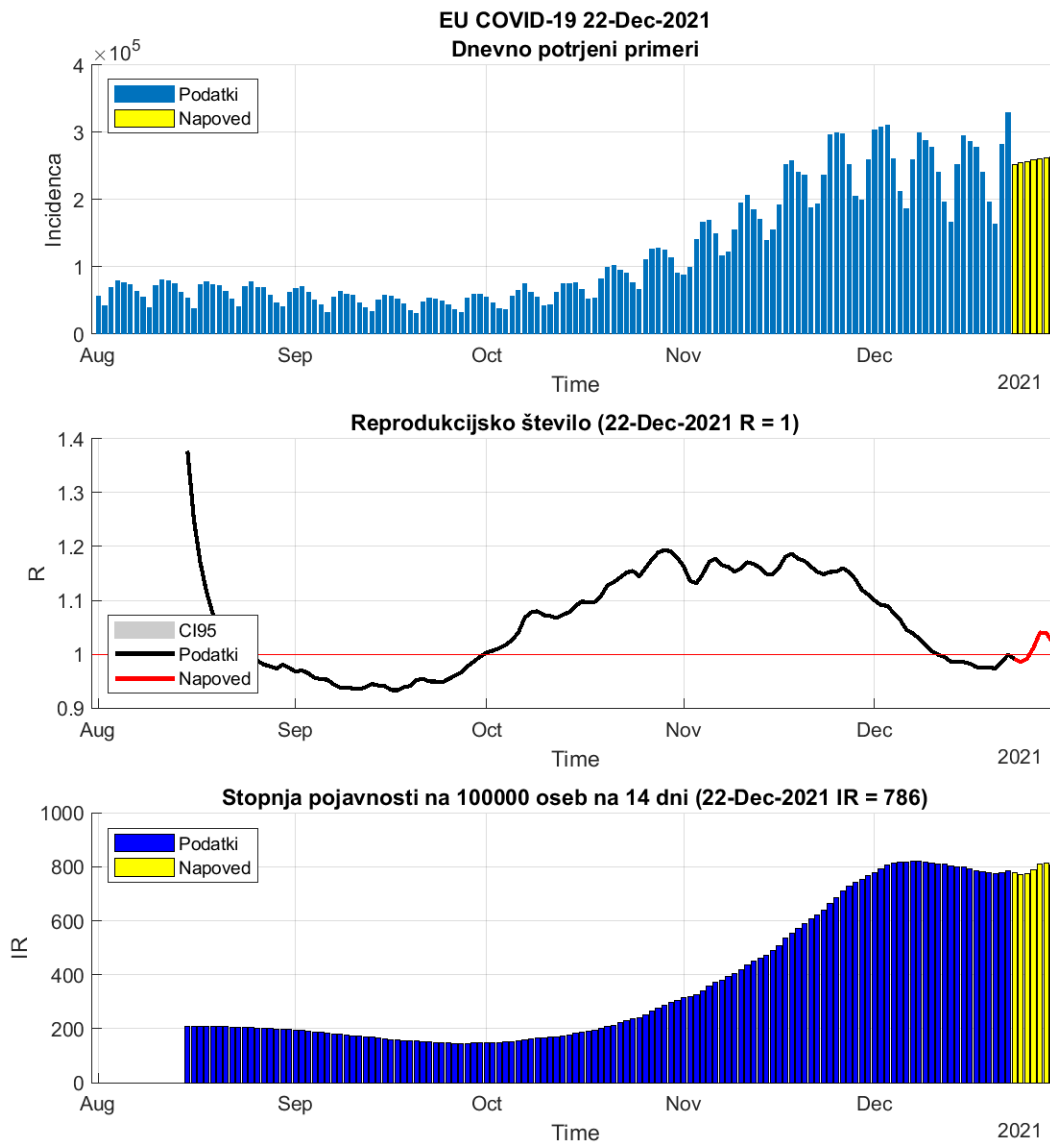 EU COVID-19 22-Dec-2021
Dnevno potrjeni primeri
×10⁵
4
3
2
1
0
Incidenca
Podatki
Napoved
Aug Sep Oct Nov Dec
Time
2021
Reprodukcijsko število (22-Dec-2021 R = 1)
1.4
1.3
1.2
1.1
1
0.9
R
CI95
Podatki
Napoved
Aug Sep Oct Nov Dec
Time
2021
Stopnja pojavnosti na 100000 oseb na 14 dni (22-Dec-2021 IR = 786)
1000
800
600
400
200
0
IR
Podatki
Napoved
Aug Sep Oct Nov Dec
Time
2021